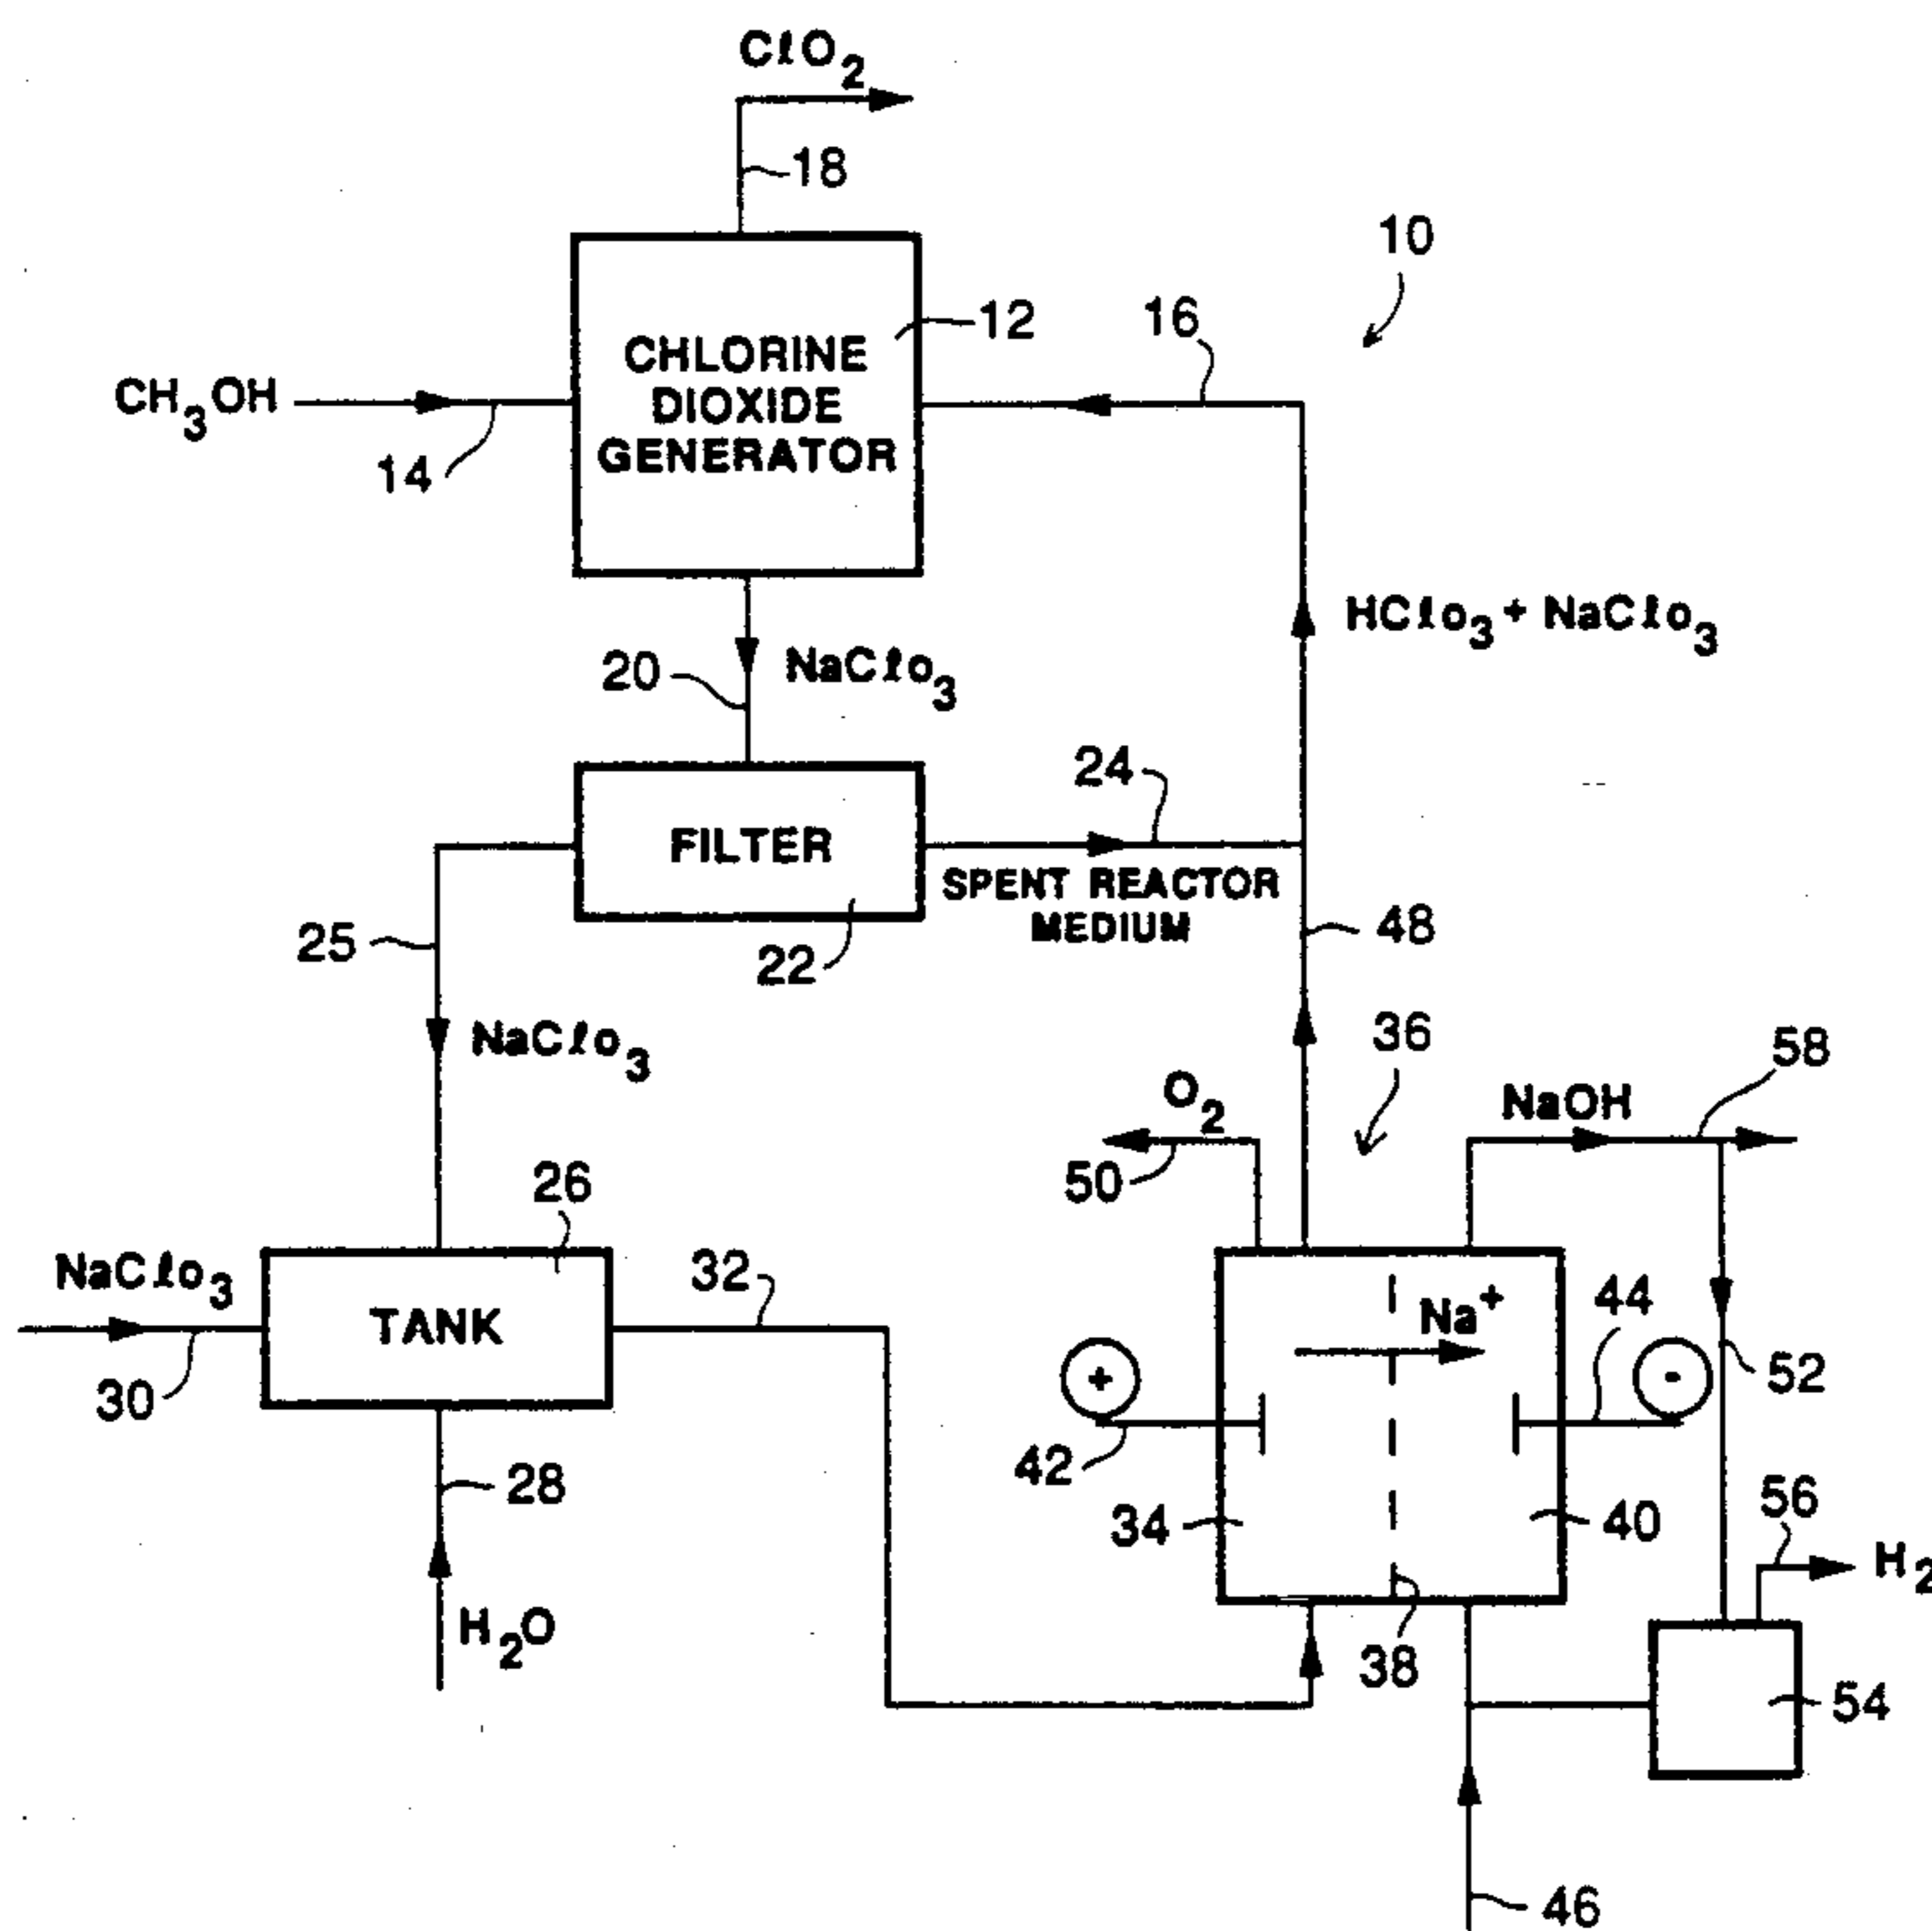 CℓO2
18
10
12
16
CHLORINE
DIOXIDE
GENERATOR
CH3OH
14
HCℓo3 + NaCℓo3
20
NaCℓo3
24
FILTER
SPENT REACTOR
MEDIUM
25
22
48
NaCℓo3
36
58
O2
NaOH
50
26
NaCℓo3
32
TANK
Na+
44
30
+
-
52
42
28
34
40
56
H2
H2O
38
54
46